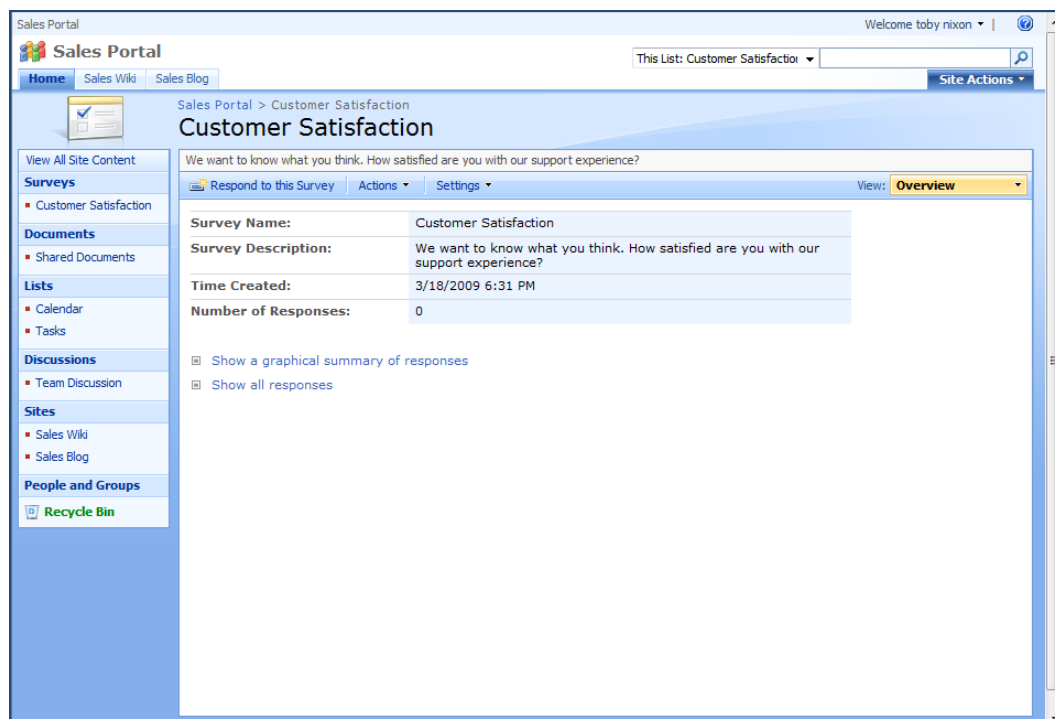 Sales Portal
Welcome toby nixon |
Sales Portal
This List: Customer Satisfactio
Home Sales Wiki Sales Blog
Site Actions
Sales Portal > Customer Satisfaction
Customer Satisfaction
View All Site Content
We want to know what you think. How satisfied are you with our support experience?
Surveys
Respond to this Survey Actions Settings View: Overview
Customer Satisfaction
Documents
Shared Documents
Lists
Calendar
Tasks
Discussions
Team Discussion
Sites
Sales Wiki
Sales Blog
People and Groups
Recycle Bin
Survey Name: Customer Satisfaction
Survey Description: We want to know what you think. How satisfied are you with our
support experience?
Time Created: 3/18/2009 6:31 PM
Number of Responses: 0
Show a graphical summary of responses
Show all responses